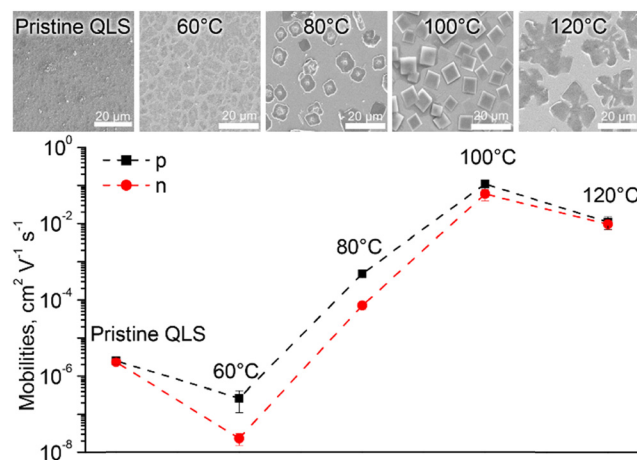 Pristine QLS 60°C 80°C 100°C 120°C
20 μm 20 μm 20 μm 20 μm 20 μm
10⁰
10⁻²
10⁻⁴
10⁻⁶
10⁻⁸
Mobilities, cm² V⁻¹ s⁻¹
p
n
Pristine QLS
60°C
80°C
100°C
120°C